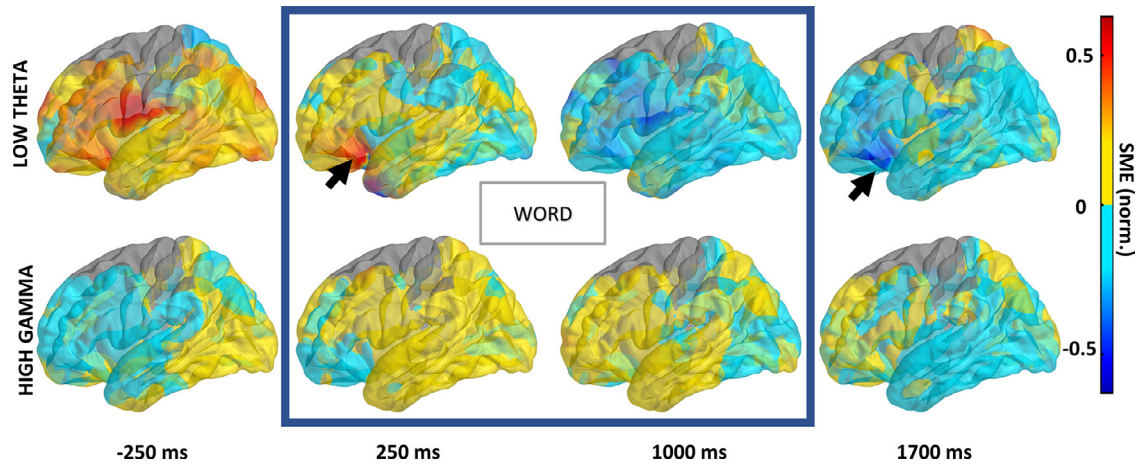 LOW THETA
HIGH GAMMA
WORD
0.5
0
-0.5
SME (norm.)
-250 ms
250 ms
1000 ms
1700 ms